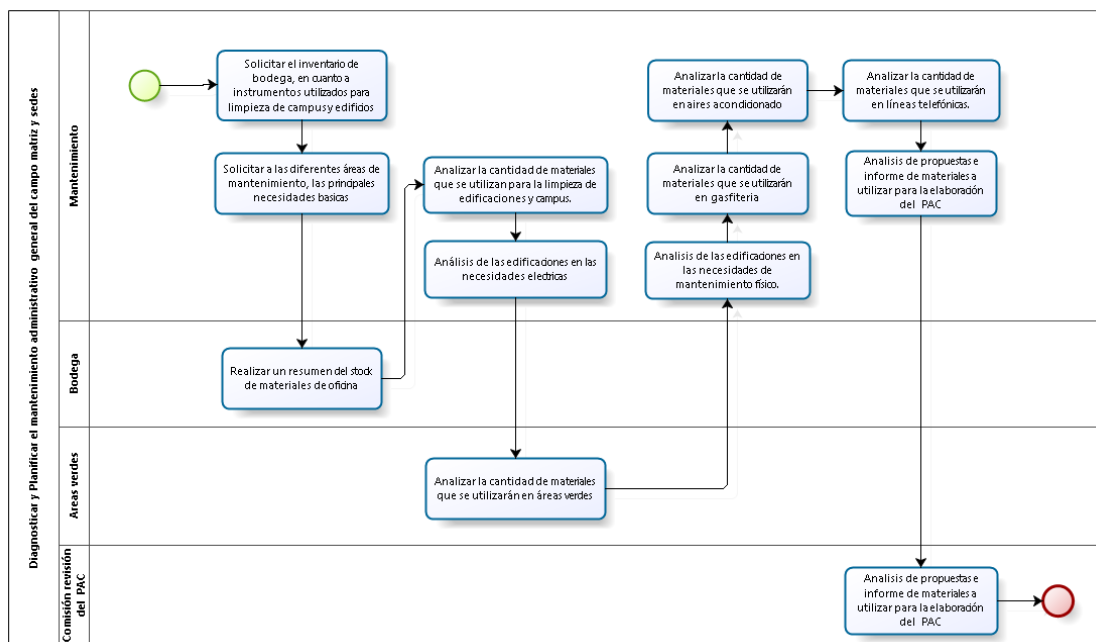 Diagnosticar y Planificar el mantenimiento administrativo general del campo matriz y sedes
Mantenimiento
Solicitar el inventario de
bodega, en cuanto a
instrumentos utilizados para
limpieza de campus y edificios
Solicitar a las diferentes áreas de
mantenimiento, las principales
necesidades basicas
Analizar la cantidad de materiales
que se utilizan para la limpieza de
edificaciones y campus.
Análisis de las edificaciones en las
necesidades electricas
Analizar la cantidad de
materiales que se utilizarán
en aires acondicionado
Analizar la cantidad de
materiales que se utilizarán
en gasfiteria
Analisis de las edificaciones en
las necesidades de
mantenimiento físico.
Analizar la cantidad de
materiales que se utilizarán
en líneas telefónicas.
Analisis de propuestas e
informe de materiales a
utilizar para la elaboración
del PAC
Bodega
Realizar un resumen del stock
de materiales de oficina
Areas verdes
Analizar la cantidad de materiales
que se utilizarán en áreas verdes
Comisión revisión
del PAC
Analisis de propuestas e
informe de materiales a
utilizar para la elaboración
del PAC